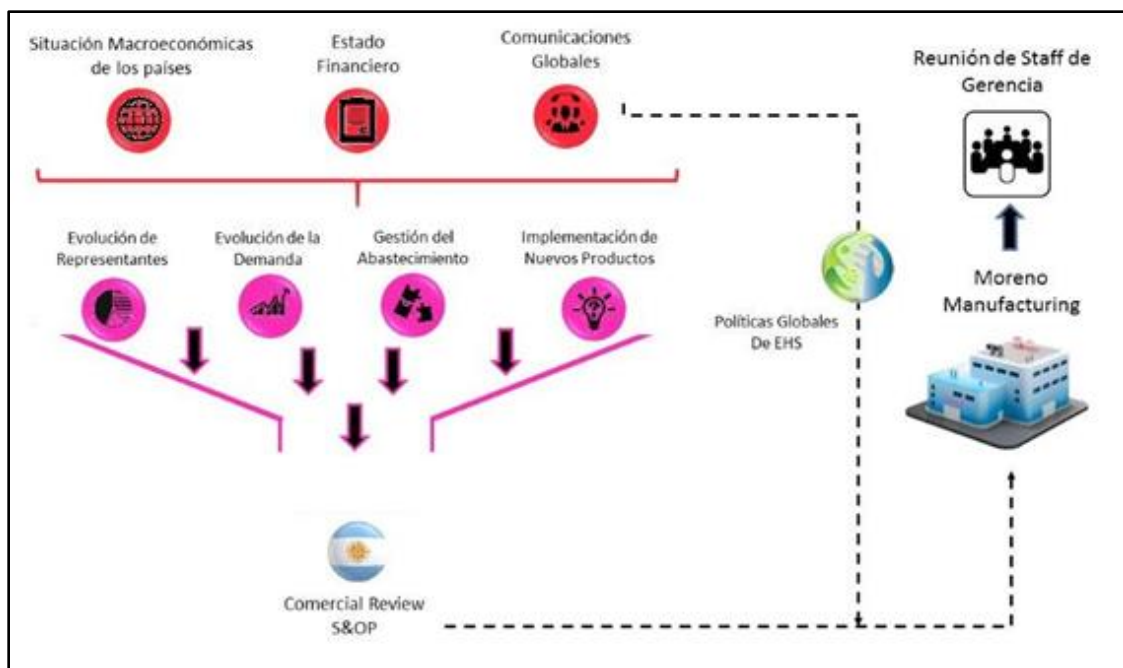 Situación Macroeconómicas
de los países
Estado
Financiero
Comunicaciones
Globales
Reunión de Staff de
Gerencia
Evolución de
Representantes
Evolución de la
Demanda
Gestión del
Abastecimiento
Implementación de
Nuevos Productos
Políticas Globales
De EHS
Moreno
Manufacturing
Comercial Review
S&OP